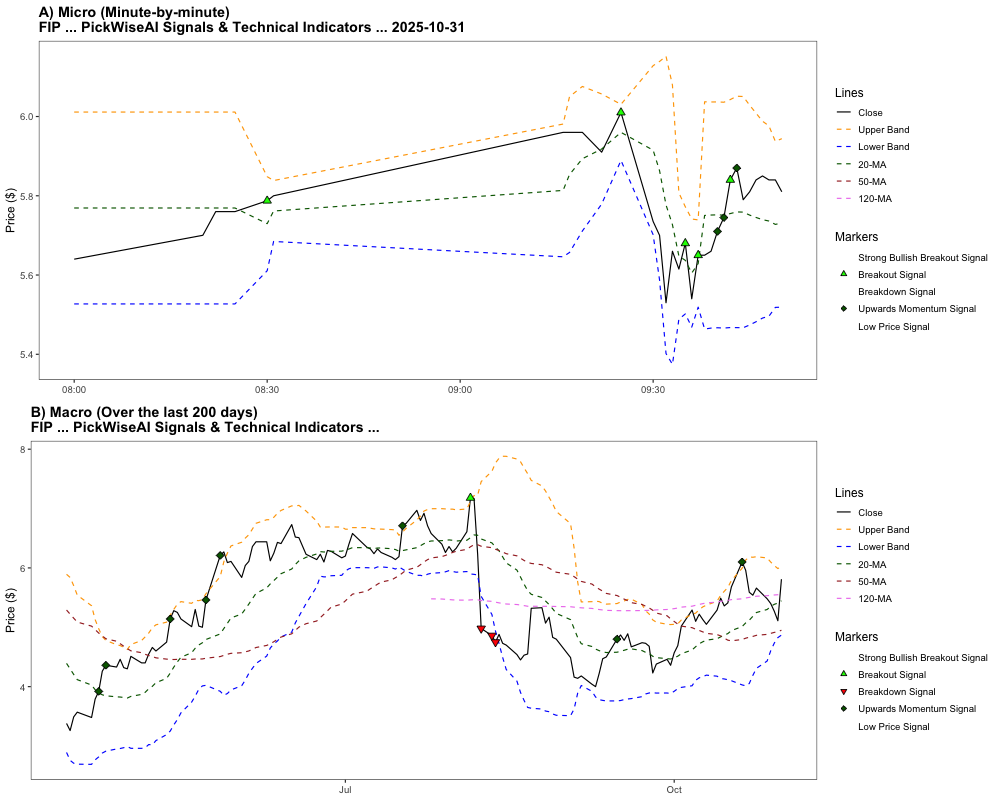 A) Micro (Minute-by-minute)
FIP ... PickWiseAI Signals & Technical Indicators ... 2025-10-31
Price ($)
6.0
5.8
5.6
5.4
08:00
08:30
09:00
09:30
Lines
Close
Upper Band
Lower Band
20-MA
50-MA
120-MA
Markers
Strong Bullish Breakout Signal
Breakout Signal
Breakdown Signal
Upwards Momentum Signal
Low Price Signal
B) Macro (Over the last 200 days)
FIP ... PickWiseAI Signals & Technical Indicators ...
Price ($)
8
6
4
Jul
Oct
Lines
Close
Upper Band
Lower Band
20-MA
50-MA
120-MA
Markers
Strong Bullish Breakout Signal
Breakout Signal
Breakdown Signal
Upwards Momentum Signal
Low Price Signal